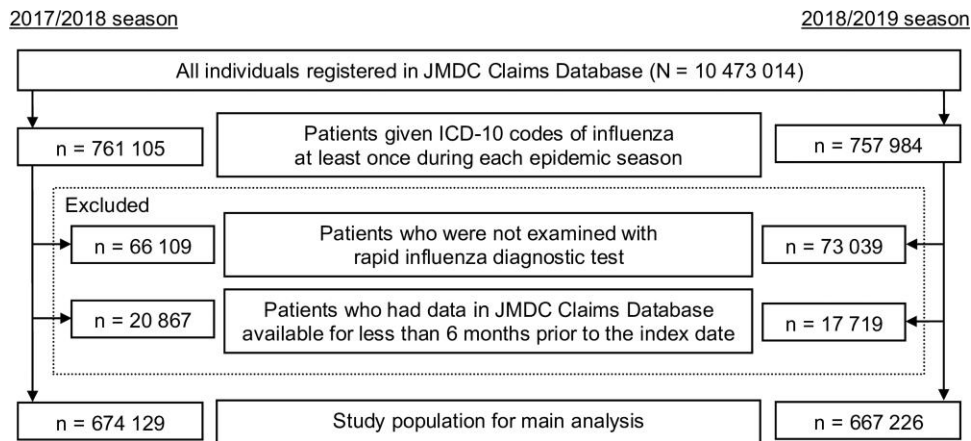 2017/2018 season
2018/2019 season
All individuals registered in JMDC Claims Database (N = 10 473 014)
n = 761 105
Patients given ICD-10 codes of influenza
at least once during each epidemic season
n = 757 984
Excluded
n = 66 109
Patients who were not examined with
rapid influenza diagnostic test
n = 73 039
n = 20 867
Patients who had data in JMDC Claims Database
available for less than 6 months prior to the index date
n = 17 719
n = 674 129
Study population for main analysis
n = 667 226